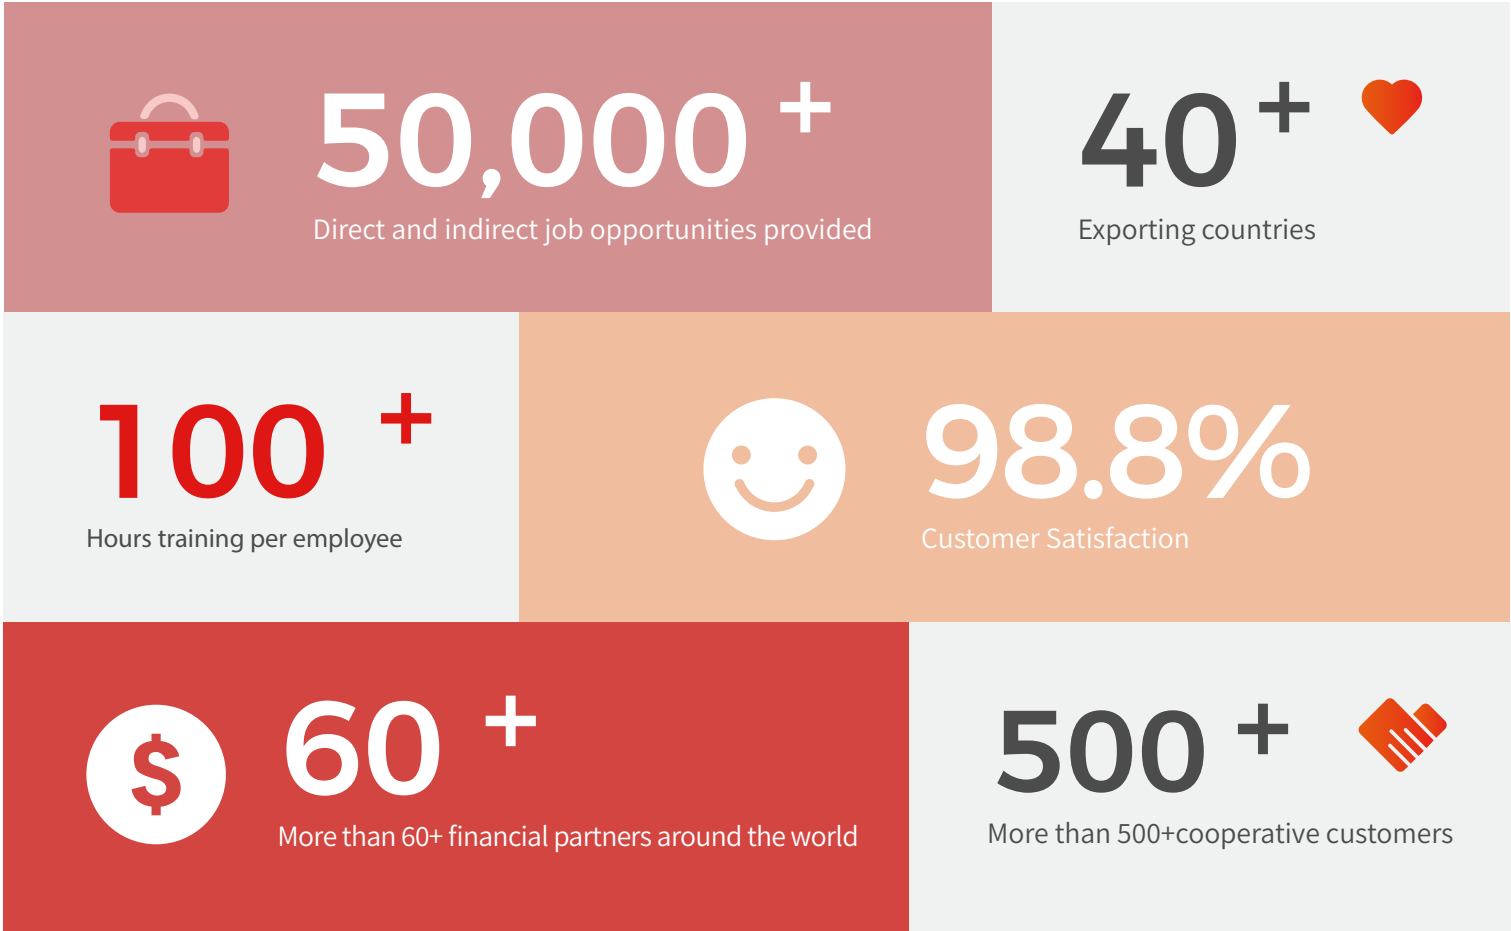 50,000 +
Direct and indirect job opportunities provided
40 +
Exporting countries
100 +
Hours training per employee
98.8%
Customer Satisfaction
$
60 +
More than 60+ financial partners around the world
500 +
More than 500+cooperative customers